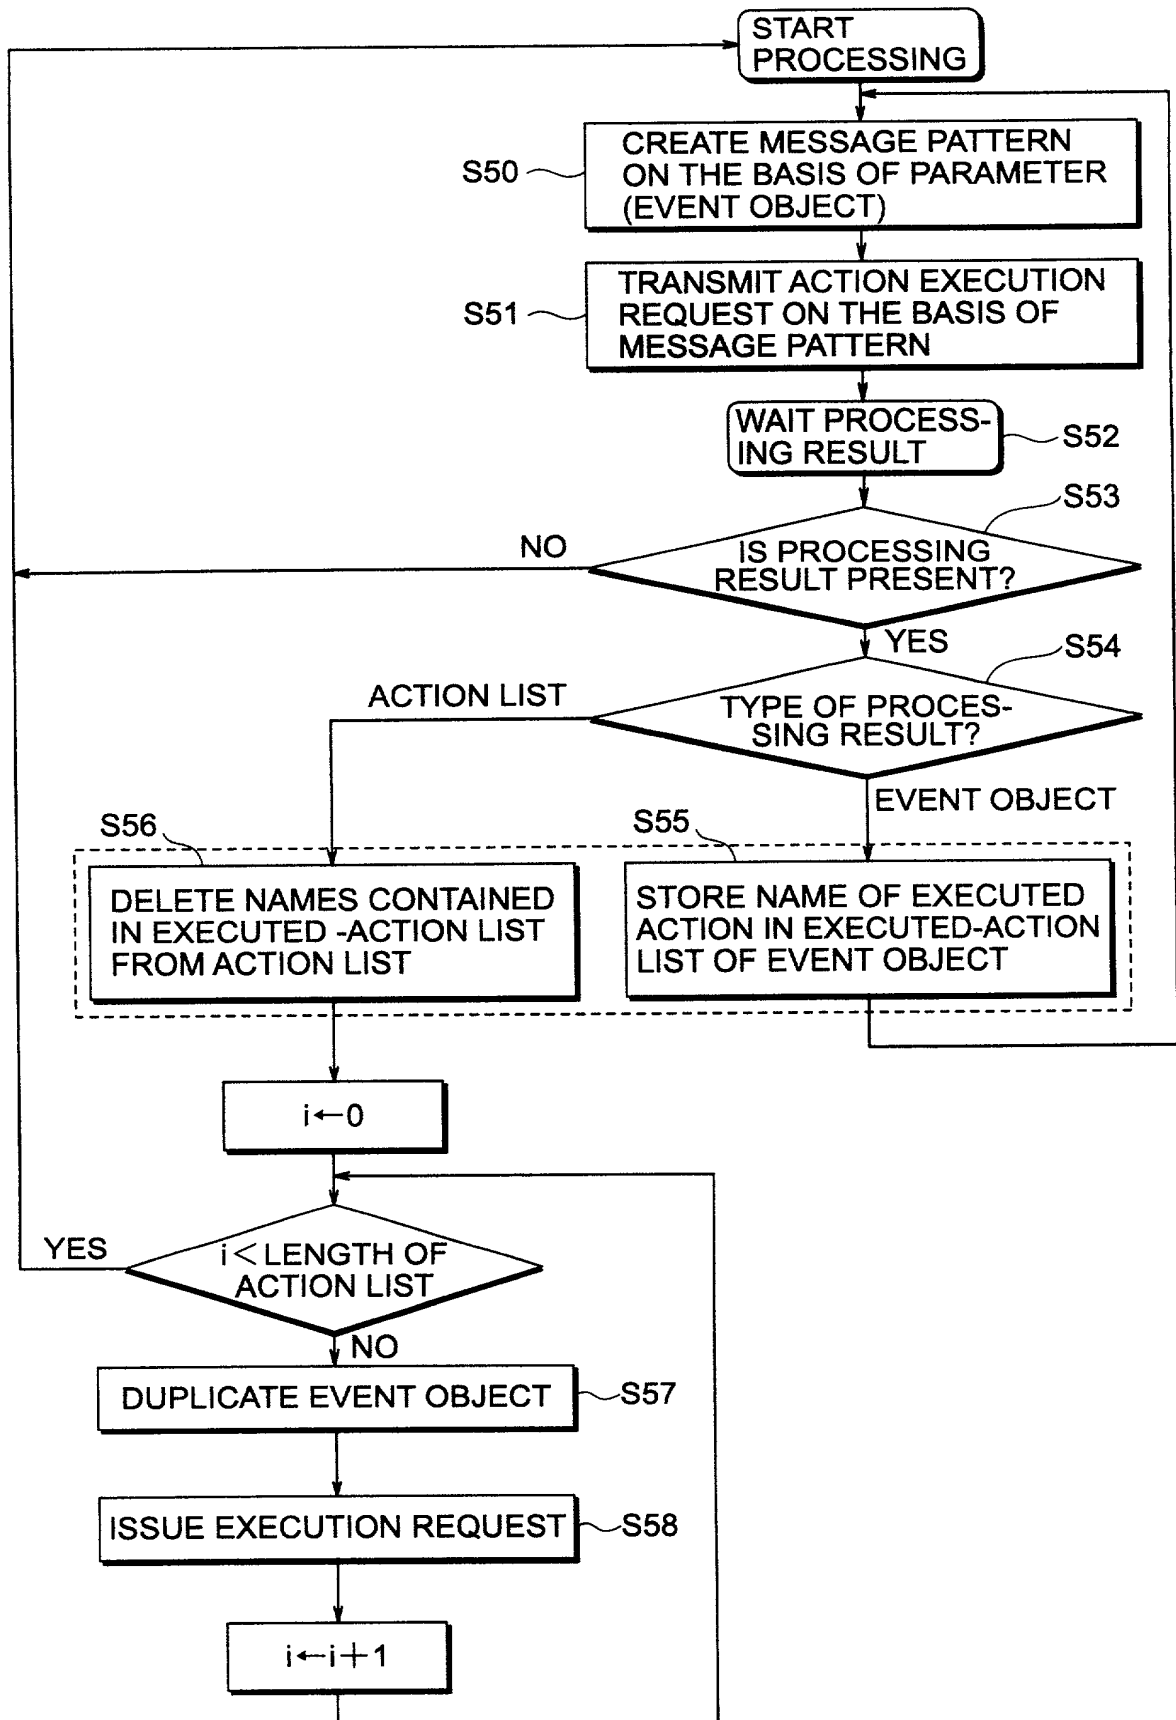 START
PROCESSING
CREATE MESSAGE PATTERN
ON THE BASIS OF PARAMETER
(EVENT OBJECT)
S50
TRANSMIT ACTION EXECUTION
REQUEST ON THE BASIS OF
MESSAGE PATTERN
S51
WAIT PROCESS-
ING RESULT
S52
S53
NO
IS PROCESSING
RESULT PRESENT?
YES
S54
ACTION LIST
TYPE OF PROCES-
SING RESULT?
EVENT OBJECT
S56
S55
DELETE NAMES CONTAINED
IN EXECUTED -ACTION LIST
FROM ACTION LIST
STORE NAME OF EXECUTED
ACTION IN EXECUTED-ACTION
LIST OF EVENT OBJECT
i←0
YES
i<LENGTH OF
ACTION LIST
NO
DUPLICATE EVENT OBJECT
S57
ISSUE EXECUTION REQUEST
S58
i←i+1